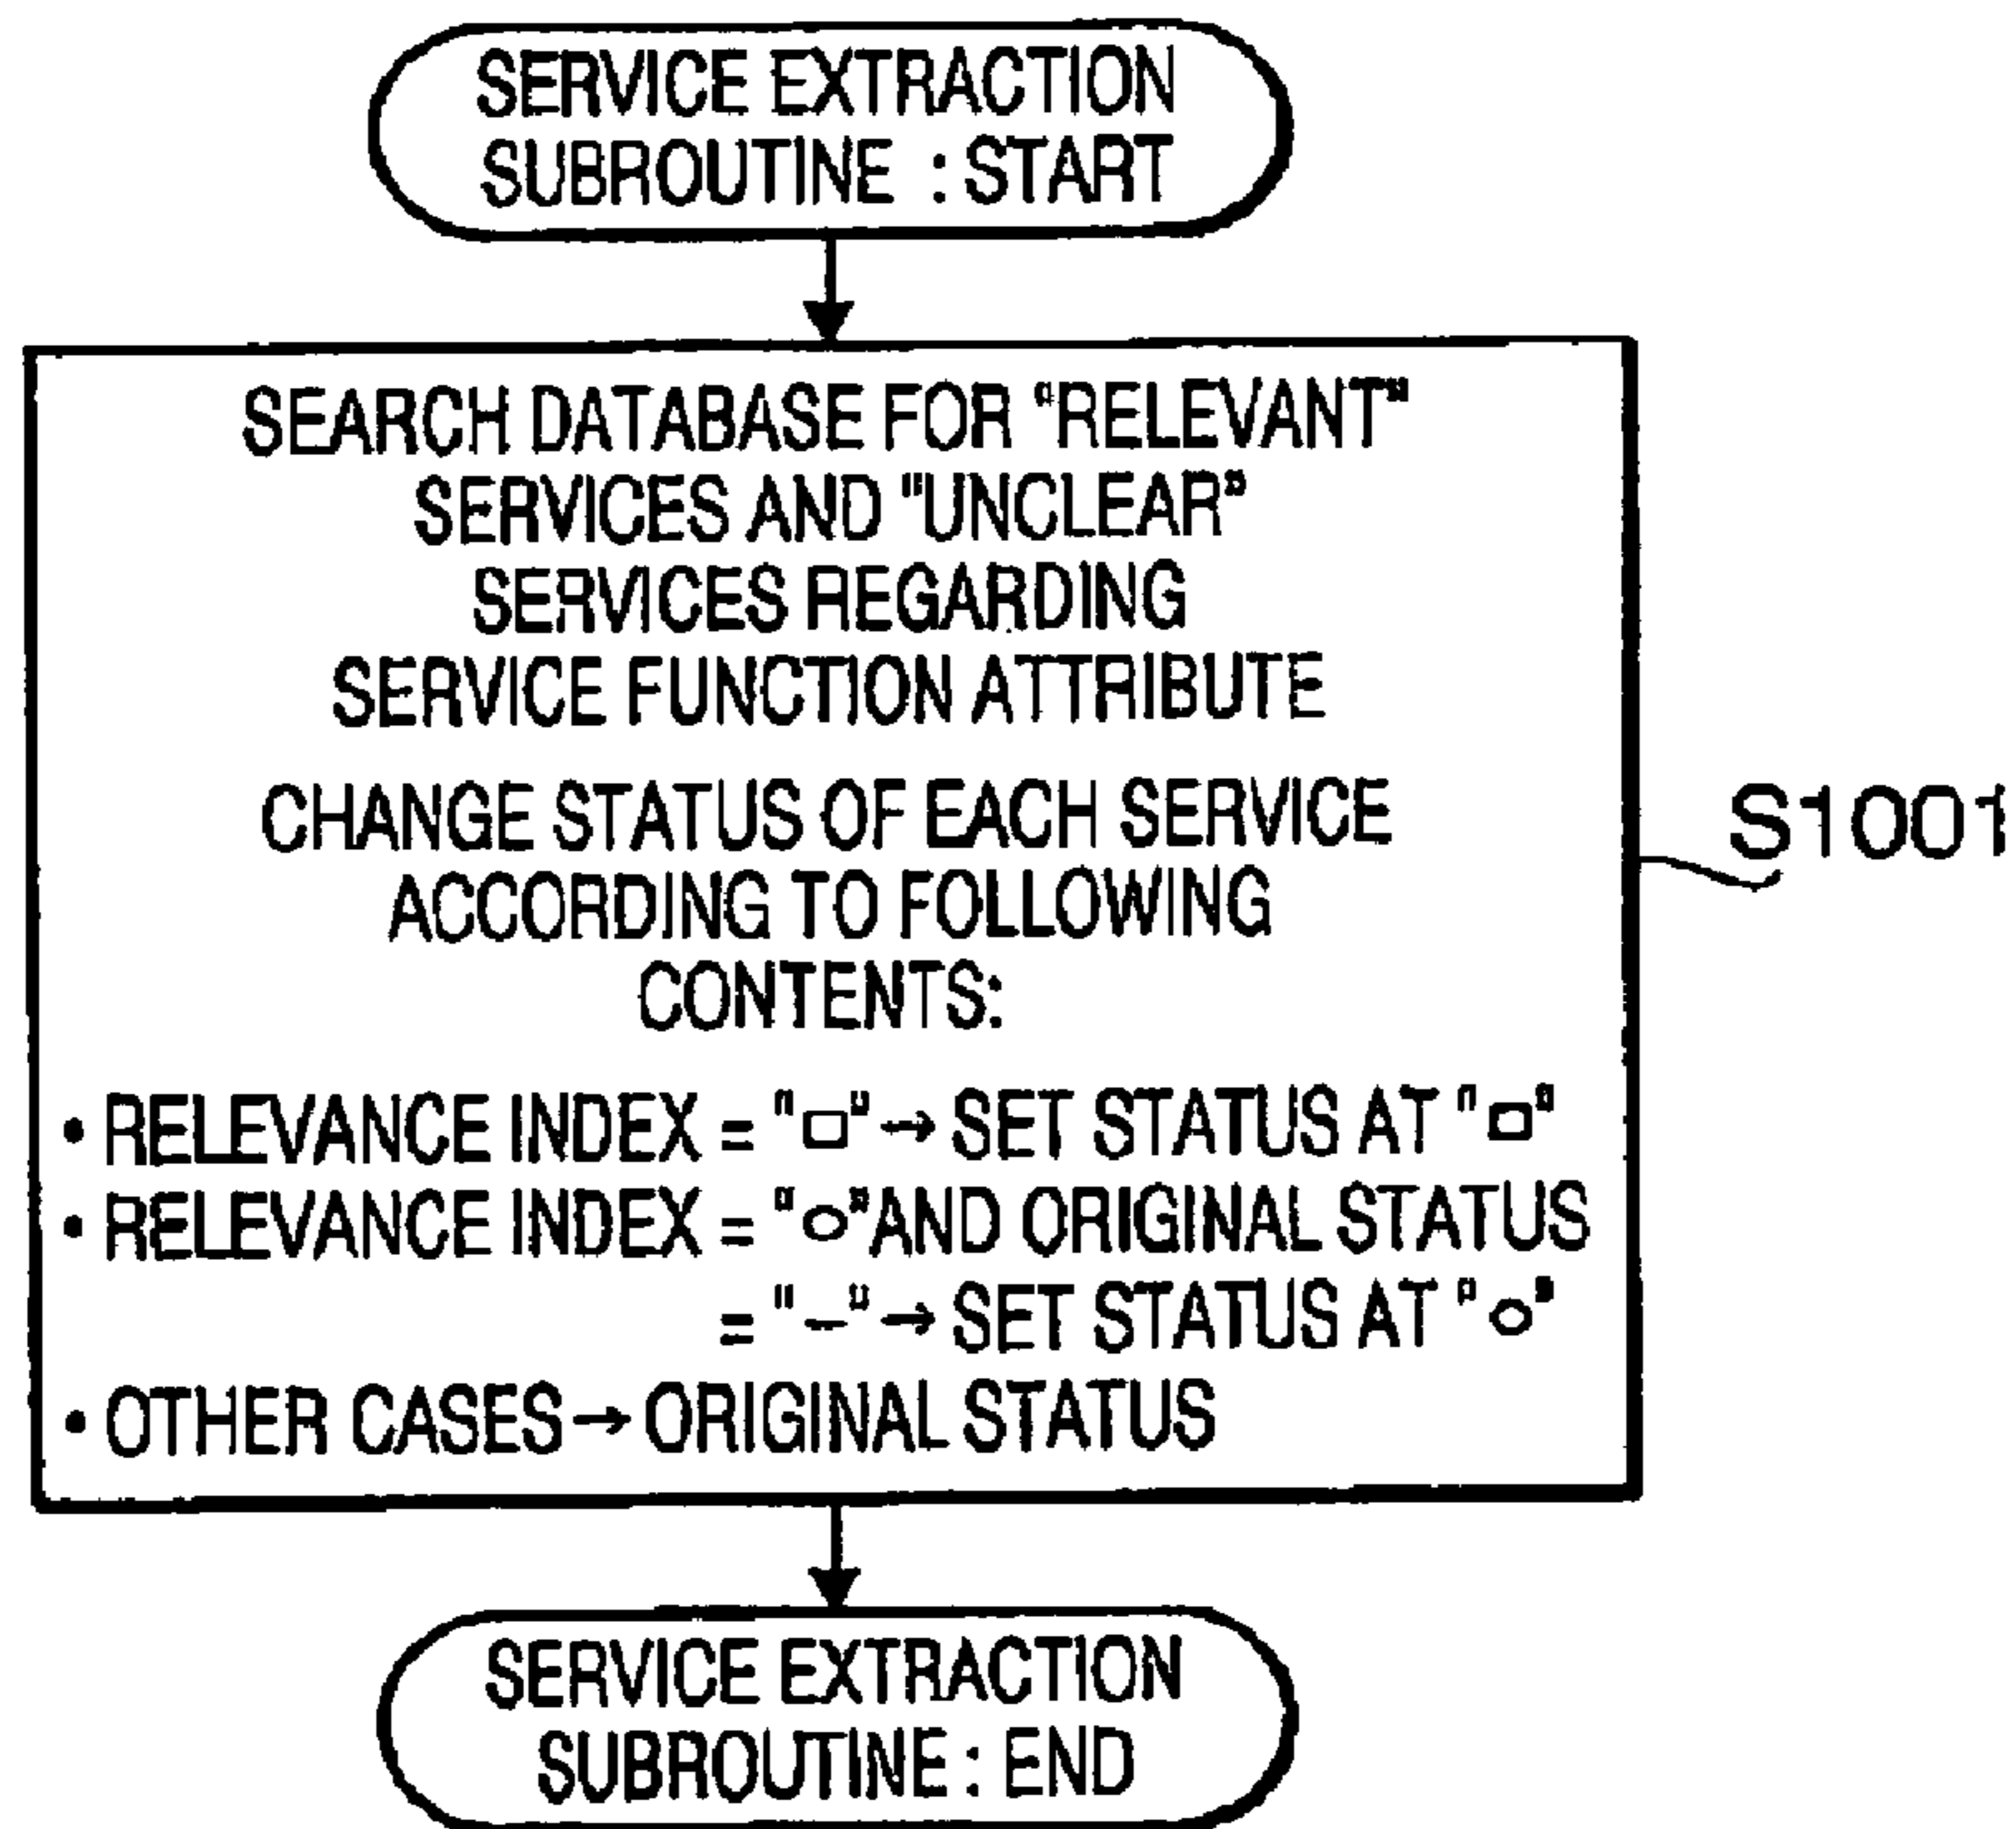 SERVICE EXTRACTION
SUBROUTINE : START
SEARCH DATABASE FOR "RELEVANT"
SERVICES AND "UNCLEAR"
SERVICES REGARDING
SERVICE FUNCTION ATTRIBUTE
CHANGE STATUS OF EACH SERVICE
ACCORDING TO FOLLOWING
CONTENTS:
S1001
• RELEVANCE INDEX = "□" → SET STATUS AT "□"
• RELEVANCE INDEX = "○" AND ORIGINAL STATUS
= "—" → SET STATUS AT "○"
• OTHER CASES → ORIGINAL STATUS
SERVICE EXTRACTION
SUBROUTINE : END